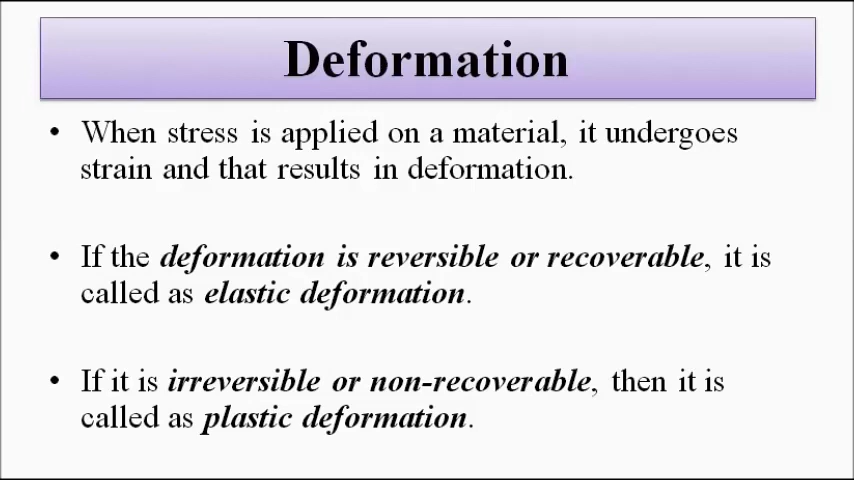 Deformation
• When stress is applied on a material, it undergoes
strain and that results in deformation.
• If the deformation is reversible or recoverable, it is
called as elastic deformation.
• If it is irreversible or non-recoverable, then it is
called as plastic deformation.